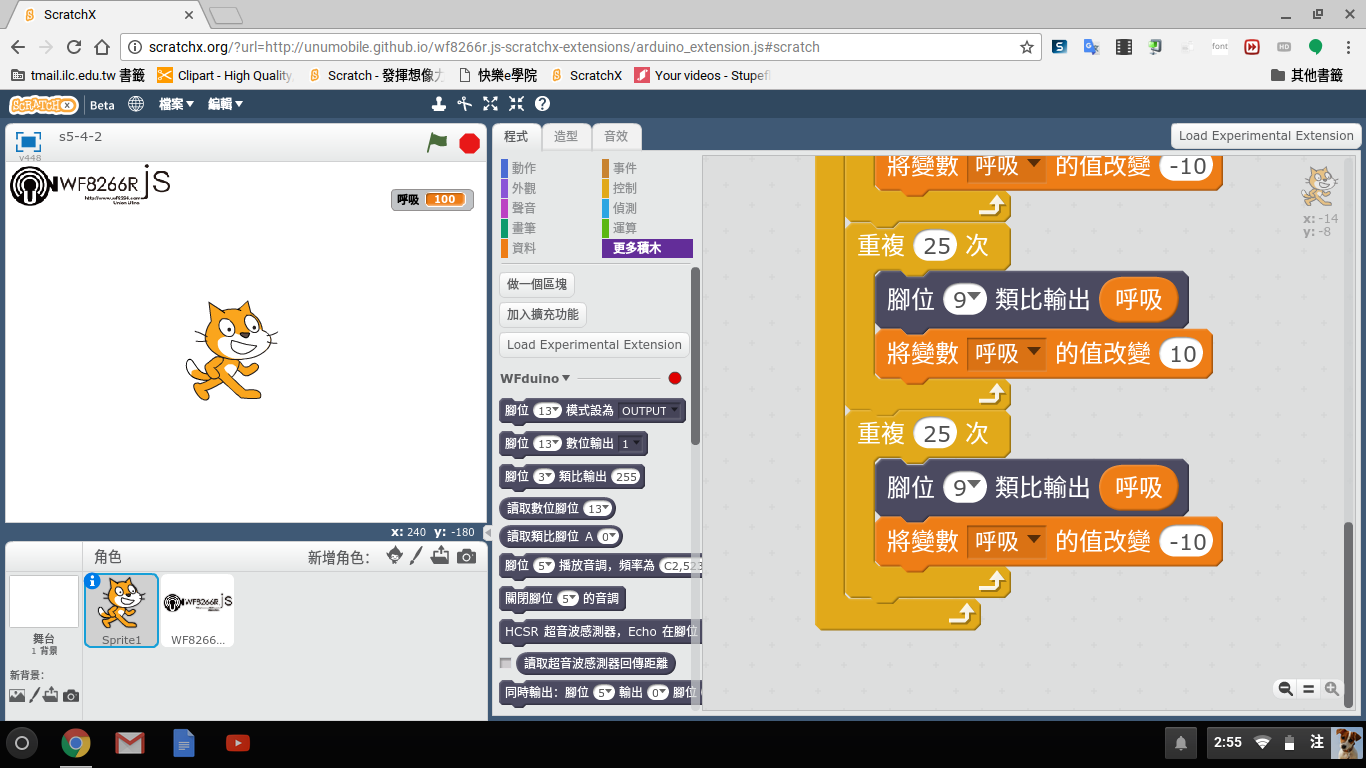 ScratchX
scratchx.org/?url=http://unumobile.github.io/wf8266r.js-scratchx-extensions/arduino_extension.js#scratch
font
HD
tmail.ilc.edu.tw 書籤
Clipart - High Quality
Scratch - 發揮想像力
快樂e學院
ScratchX
Your videos - Stupefl
其他書籤
SCRATCH X
Beta
檔案
編輯
s5-4-2
v448
WF8266R js
呼吸 100
x: 240 y: -180
程式
造型
音效
Load Experimental Extension
動作
事件
外觀
控制
聲音
偵測
畫筆
運算
資料
更多積木
做一個區塊
加入擴充功能
Load Experimental Extension
WFduino
腳位 13 模式設為 OUTPUT
腳位 13 數位輸出 1
腳位 3 類比輸出 255
讀取數位腳位 13
讀取類比腳位 A 0
腳位 5 播放音調，頻率為 C2,523
關閉腳位 5 的音調
HCSR 超音波感測器，Echo 在腳位
讀取超音波感測器回傳距離
同時輸出：腳位 5 輸出 0 腳位
將變數 呼吸 的值改變 -10
重複 25 次
腳位 9 類比輸出 呼吸
將變數 呼吸 的值改變 10
重複 25 次
腳位 9 類比輸出 呼吸
將變數 呼吸 的值改變 -10
x: -14
y: -8
角色
新增角色：
舞台
1 背景
新背景：
Sprite1
WF8266...
2:55
注